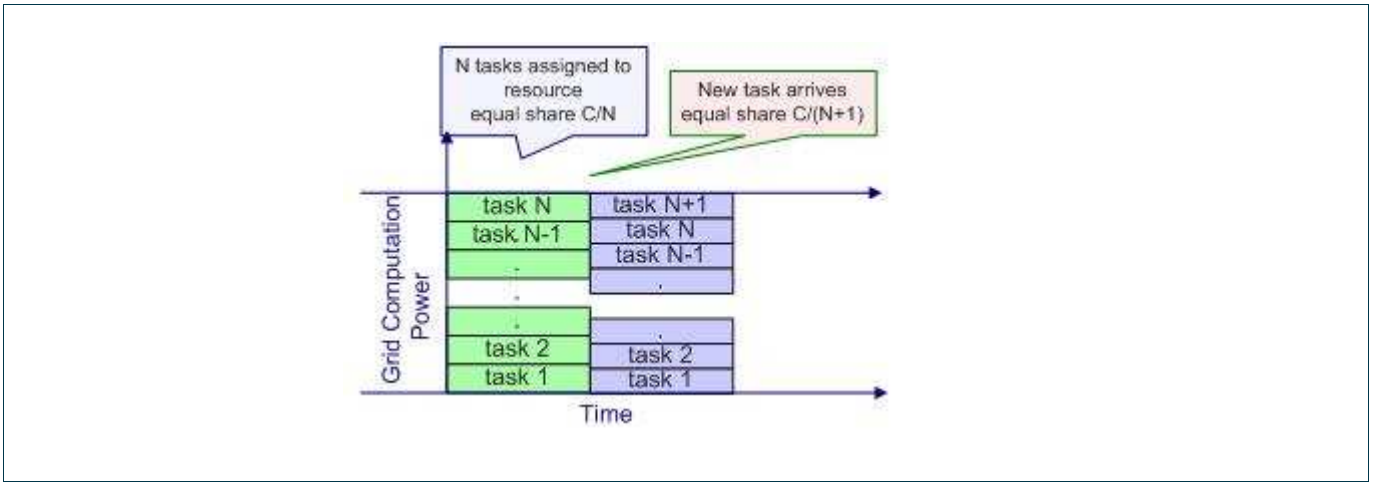 N tasks assigned to
resource
equal share C/N
New task arrives
equal share C/(N+1)
Grid Computation
Power
task N
task N-1
.
.
.
task 2
task 1
task N+1
task N
task N-1
.
.
task 2
task 1
Time